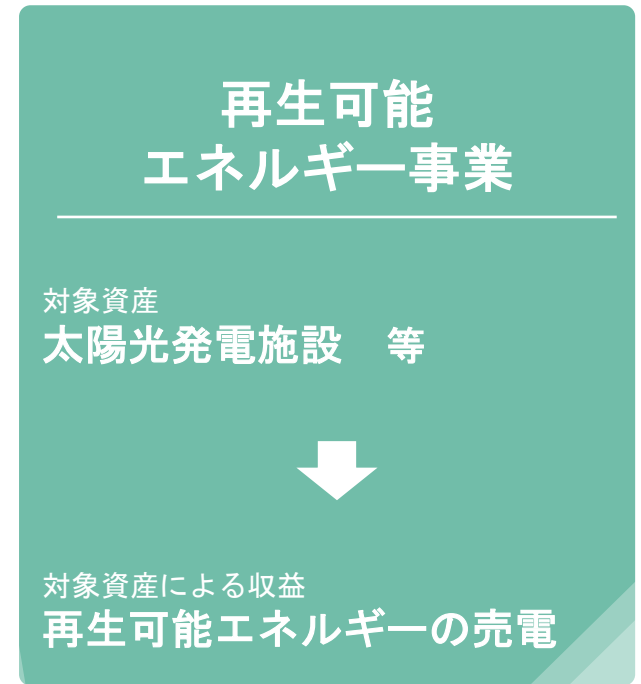 再生可能
エネルギー事業
対象資産
太陽光発電施設　等
対象資産による収益
再生可能エネルギーの売電